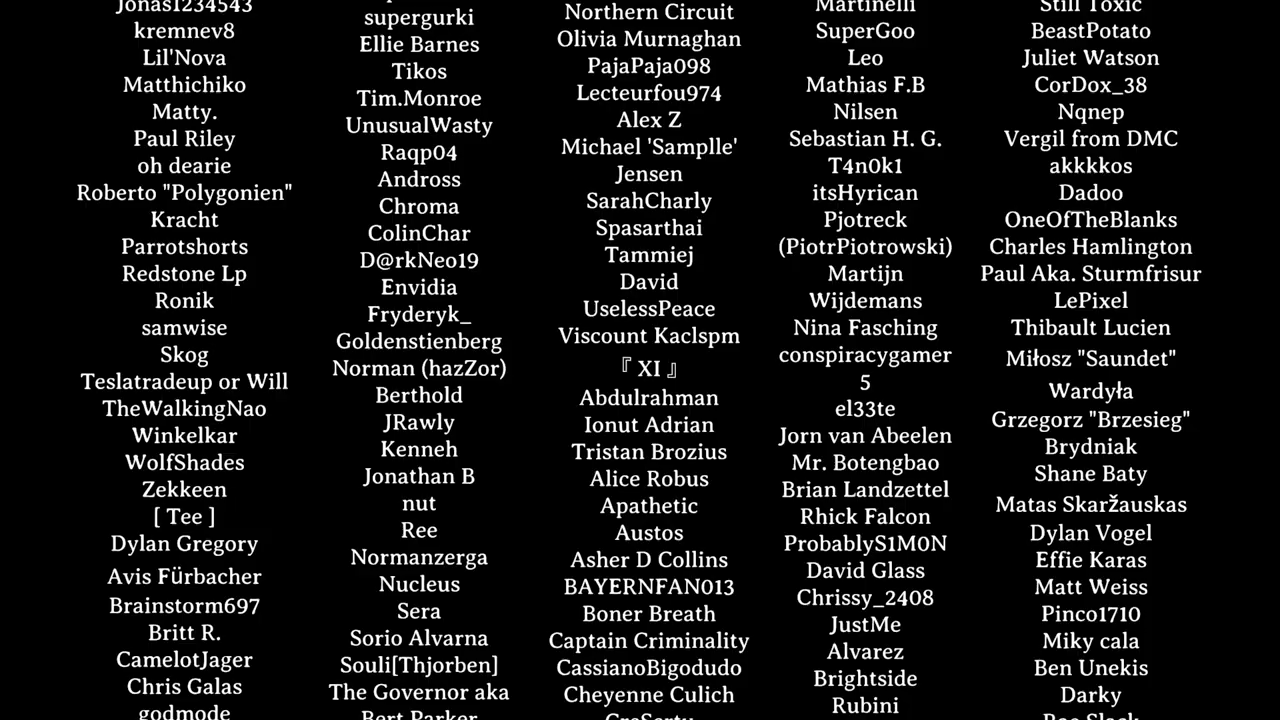 Jonas1234543
kremnev8
Lil'Nova
Matthichiko
Matty.
Paul Riley
oh dearie
Roberto "Polygonien"
Kracht
Parrotshorts
Redstone Lp
Ronik
samwise
Skog
Teslatradeup or Will
TheWalkingNao
Winkelkar
WolfShades
Zekkeen
[ Tee ]
Dylan Gregory
Avis Fürbacher
Brainstorm697
Britt R.
CamelotJager
Chris Galas
godmode
supergurki
Ellie Barnes
Tikos
Tim.Monroe
UnusualWasty
Raqp04
Andross
Chroma
ColinChar
D@rkNeo19
Envidia
Fryderyk_
Goldenstienberg
Norman (hazZor)
Berthold
JRawly
Kenneh
Jonathan B
nut
Ree
Normanzerga
Nucleus
Sera
Sorio Alvarna
Souli[Thjorben]
The Governor aka
Bert Parker
Northern Circuit
Olivia Murnaghan
PajaPaja098
Lecteurfou974
Alex Z
Michael 'Samplle'
Jensen
SarahCharly
Spasarthai
Tammiej
David
UselessPeace
Viscount Kaclspm
『 XI 』
Abdulrahman
Ionut Adrian
Tristan Brozius
Alice Robus
Apathetic
Austos
Asher D Collins
BAYERNFAN013
Boner Breath
Captain Criminality
CassianoBigodudo
Cheyenne Culich
Martinelli
SuperGoo
Leo
Mathias F.B
Nilsen
Sebastian H. G.
T4n0k1
itsHyrican
Pjotreck
(PiotrPiotrowski)
Martijn
Wijdemans
Nina Fasching
conspiracygamer
5
el33te
Jorn van Abeelen
Mr. Botengbao
Brian Landzettel
Rhick Falcon
ProbablyS1M0N
David Glass
Chrissy_2408
JustMe
Alvarez
Brightside
Rubini
Still Toxic
BeastPotato
Juliet Watson
CorDox_38
Nqnep
Vergil from DMC
akkkkos
Dadoo
OneOfTheBlanks
Charles Hamlington
Paul Aka. Sturmfrisur
LePixel
Thibault Lucien
Miłosz "Saundet"
Wardyła
Grzegorz "Brzesieg"
Brydniak
Shane Baty
Matas Skaržauskas
Dylan Vogel
Effie Karas
Matt Weiss
Pinco1710
Miky cala
Ben Unekis
Darky